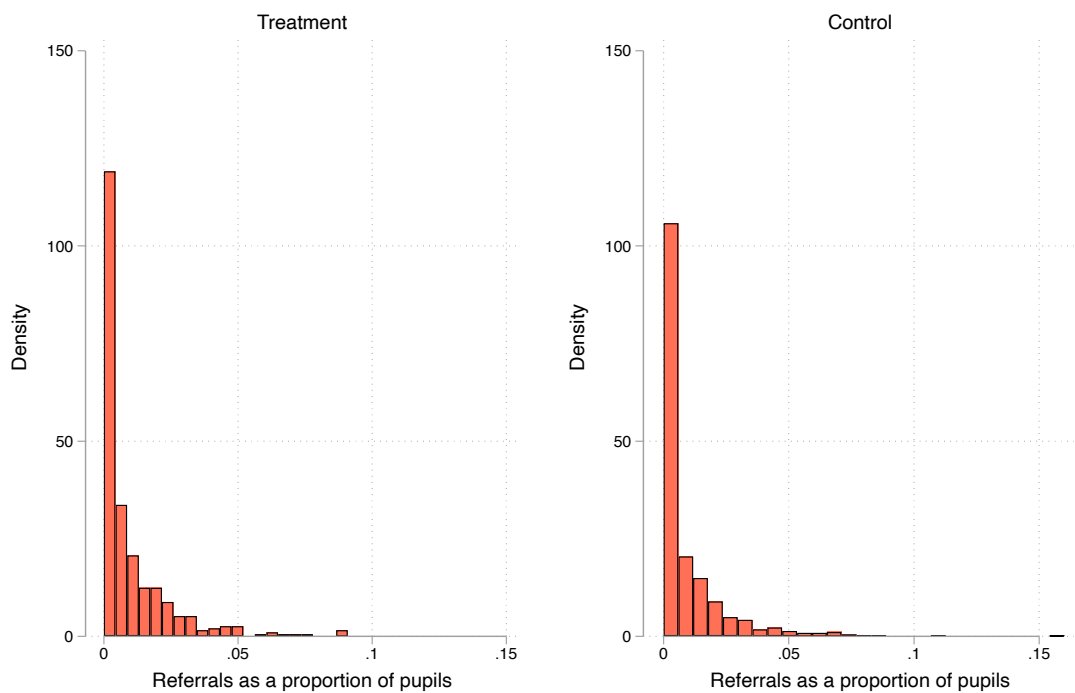 Treatment
150
100
50
0
Density
0 .05 .1 .15
Referrals as a proportion of pupils
Control
150
100
50
0
Density
0 .05 .1 .15
Referrals as a proportion of pupils